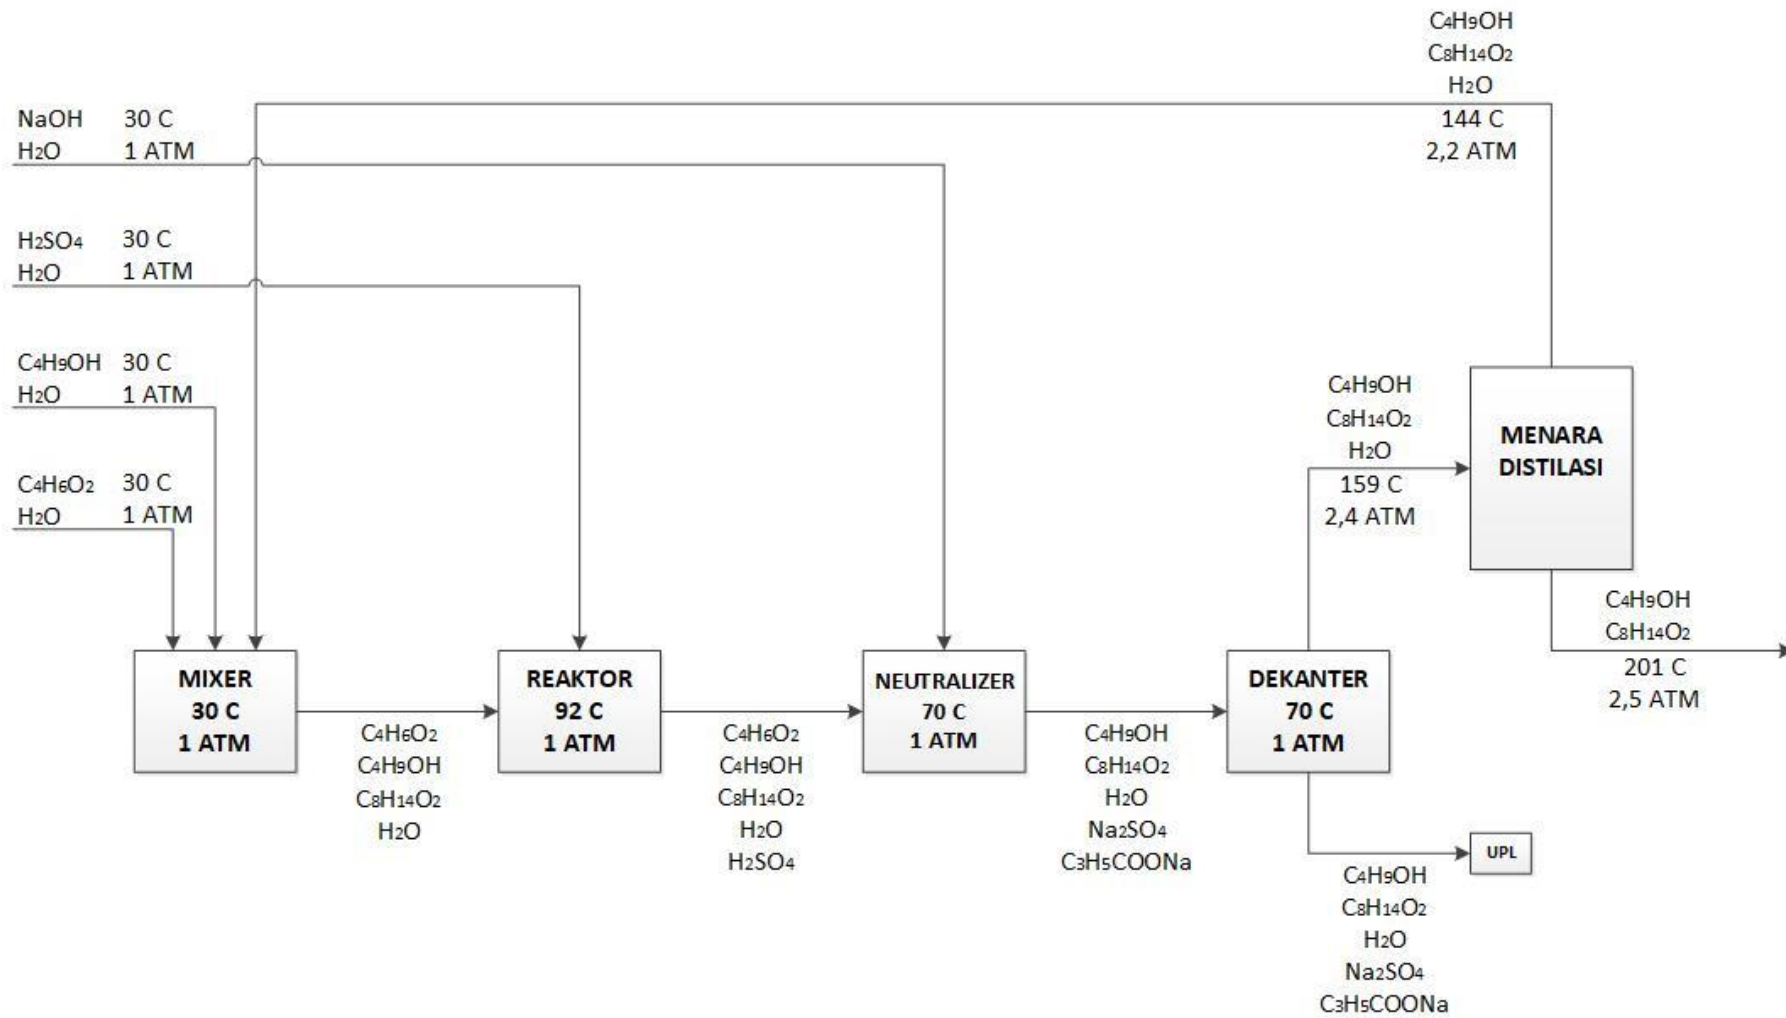 C4H9OH
C8H14O2
H2O
144 C
2,2 ATM
NaOH 30 C
H2O 1 ATM
H2SO4 30 C
H2O 1 ATM
C4H9OH 30 C
H2O 1 ATM
C4H6O2 30 C
H2O 1 ATM
C4H9OH
C8H14O2
H2O
159 C
2,4 ATM
MENARA
DISTILASI
C4H9OH
C8H14O2
201 C
2,5 ATM
MIXER
30 C
1 ATM
C4H6O2
C4H9OH
C8H14O2
H2O
REAKTOR
92 C
1 ATM
C4H6O2
C4H9OH
C8H14O2
H2O
H2SO4
NEUTRALIZER
70 C
1 ATM
C4H9OH
C8H14O2
H2O
Na2SO4
C3H5COONa
DEKANTER
70 C
1 ATM
UPL
C4H9OH
C8H14O2
H2O
Na2SO4
C3H5COONa